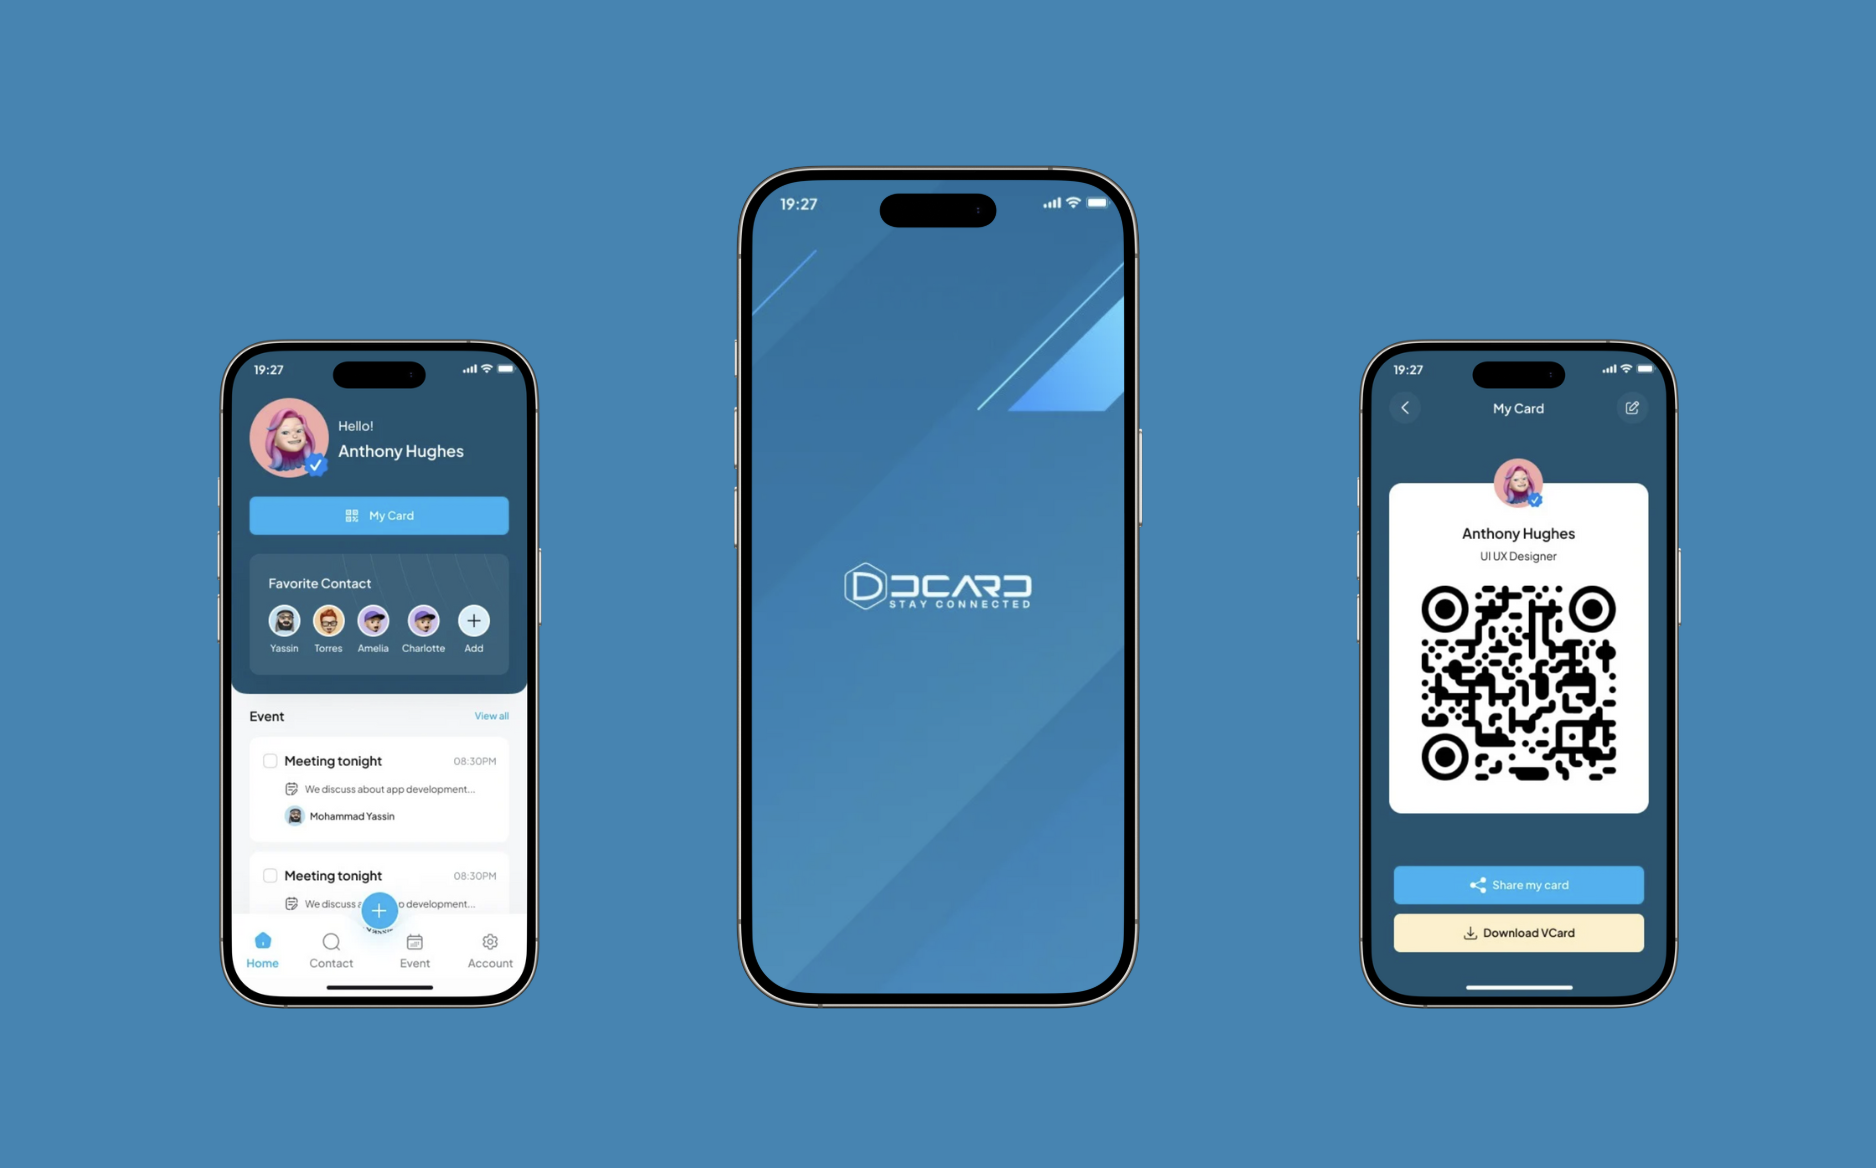 19:27
Hello!
Anthony Hughes
My Card
Favorite Contact
Yassin Torres Amelia Charlotte Add
Event View all
Meeting tonight 08:30PM
We discuss about app development...
Mohammad Yassin
Meeting tonight 08:30PM
We discuss development...
Home Contact Event Account
19:27
DCARD
STAY CONNECTED
19:27
My Card
Anthony Hughes
UI UX Designer
Share my card
Download VCard